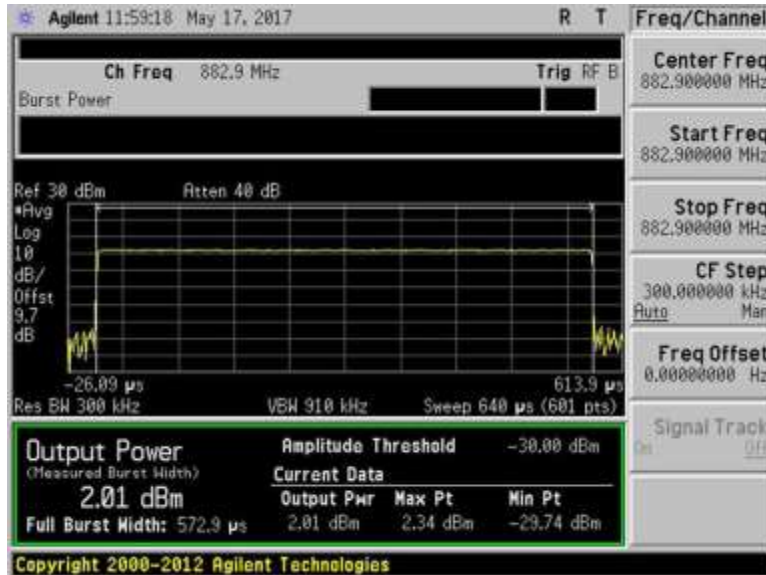 Agilent 11:59:18 May 17, 2017 R T
Freq/Channel
Ch Freq 882.9 MHz Trig RF B
Burst Power
Center Freq
882.900000 MHz
Start Freq
882.900000 MHz
Stop Freq
882.900000 MHz
CF Step
300.000000 kHz
Auto Man
Freq Offset
0.00000000 Hz
Signal Track
On Off
Ref 30 dBm Atten 40 dB
*Avg
Log
10
dB/
Offst
9.7
dB
-26.09 µs 613.9 µs
Res BW 300 kHz VBW 910 kHz Sweep 640 µs (601 pts)
Output Power
(Measured Burst Width)
2.01 dBm
Full Burst Width: 572.9 µs
Amplitude Threshold -30.00 dBm
Current Data
Output Pwr Max Pt Min Pt
2.01 dBm 2.34 dBm -29.74 dBm
Copyright 2000-2012 Agilent Technologies